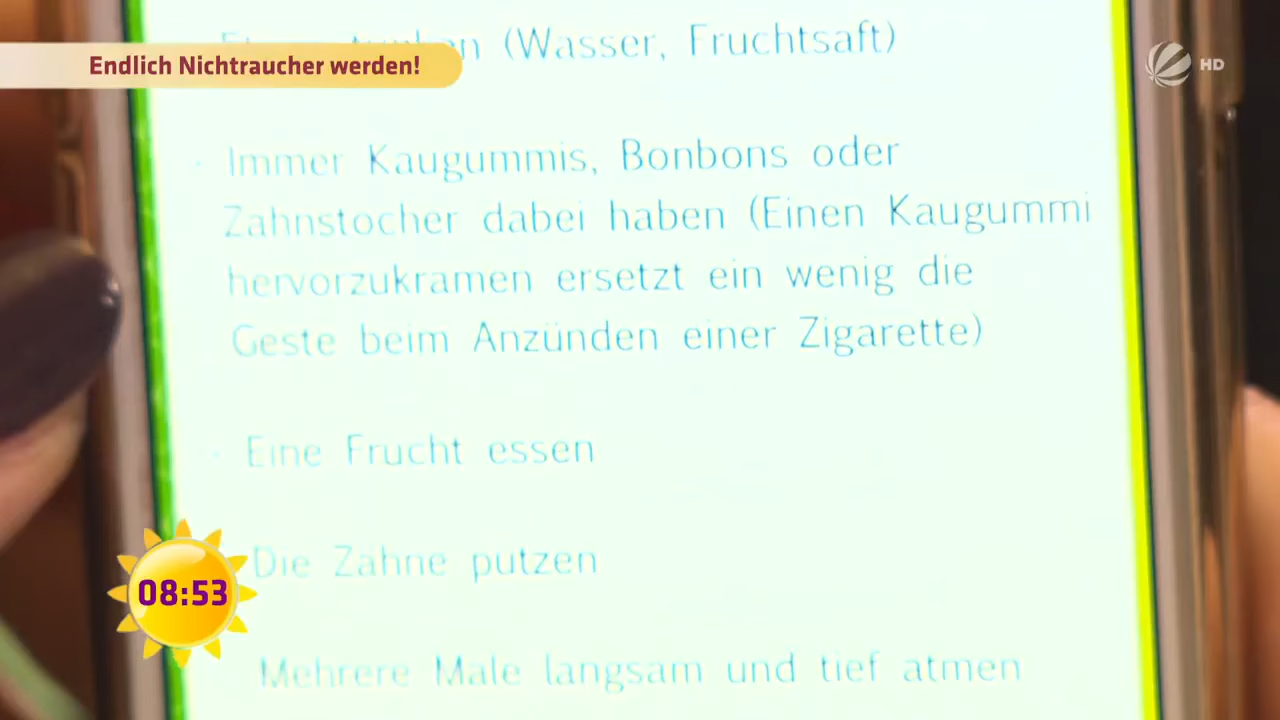 (Wasser, Fruchtsaft)
Endlich Nichtraucher werden!
HD
Immer Kaugummis, Bonbons oder
Zahnstocher dabei haben (Einen Kaugummi
hervorzukramen ersetzt ein wenig die
Geste beim Anzünden einer Zigarette)
Eine Frucht essen
Die Zähne putzen
08:53
Mehrere Male langsam und tief atmen